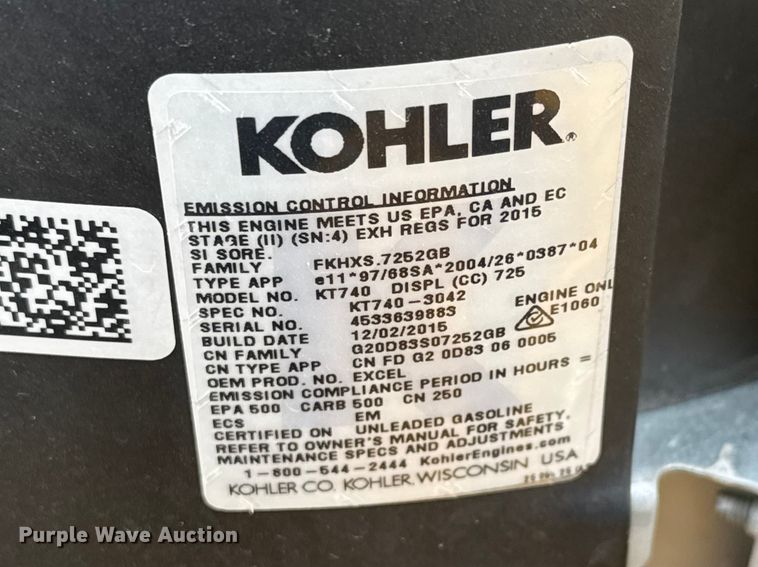 KOHLER®
EMISSION CONTROL INFORMATION
THIS ENGINE MEETS US EPA, CA AND EC
STAGE (II) (SN:4) EXH REGS FOR 2015
SI SORE.
FAMILY FKHXS.7252GB
TYPE APP e11*97/68SA*2004/26*0387*04
MODEL NO. KT740 DISPL (CC) 725
SPEC NO. KT740-3042 ENGINE ONL
SERIAL NO. 4533639883 E1060
BUILD DATE 12/02/2015
CN FAMILY G20D83S07252GB
CN TYPE APP CN FD G2 0D83 06 0005
OEM PROD. NO. EXCEL
EMISSION COMPLIANCE PERIOD IN HOURS =
EPA 500 CARB 500 CN 250
ECS EM
CERTIFIED ON UNLEADED GASOLINE
REFER TO OWNER'S MANUAL FOR SAFETY,
MAINTENANCE SPECS AND ADJUSTMENTS
1-800-544-2444 KohlerEngines.com
KOHLER CO. KOHLER, WISCONSIN USA
Purple Wave Auction